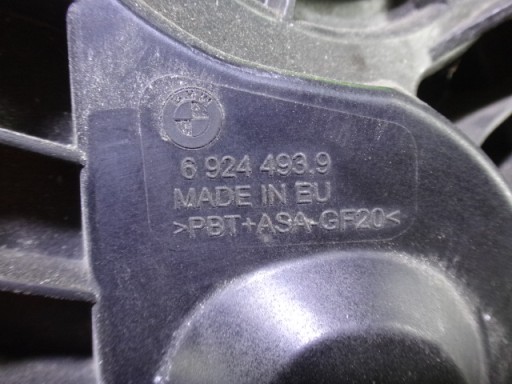 6 924 493.9
MADE IN EU
>PBT+ASA-GF20<